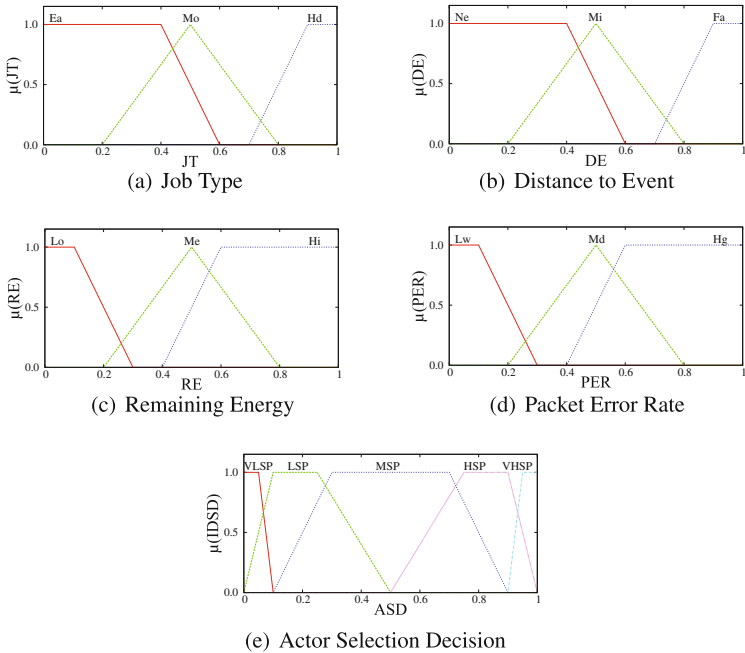 Ea Mo Hd
1.0
0.5
0.0
μ(JT)
0 0.2 0.4 0.6 0.8 1
JT
(a) Job Type
Ne Mi Fa
1.0
0.5
0.0
μ(DE)
0 0.2 0.4 0.6 0.8 1
DE
(b) Distance to Event
Lo Me Hi
1.0
0.5
0.0
μ(RE)
0 0.2 0.4 0.6 0.8 1
RE
(c) Remaining Energy
Lw Md Hg
1.0
0.5
0.0
μ(PER)
0 0.2 0.4 0.6 0.8 1
PER
(d) Packet Error Rate
VLSP LSP MSP HSP VHSP
1.0
0.5
0.0
μ(IDSD)
0 0.2 0.4 0.6 0.8 1
ASD
(e) Actor Selection Decision